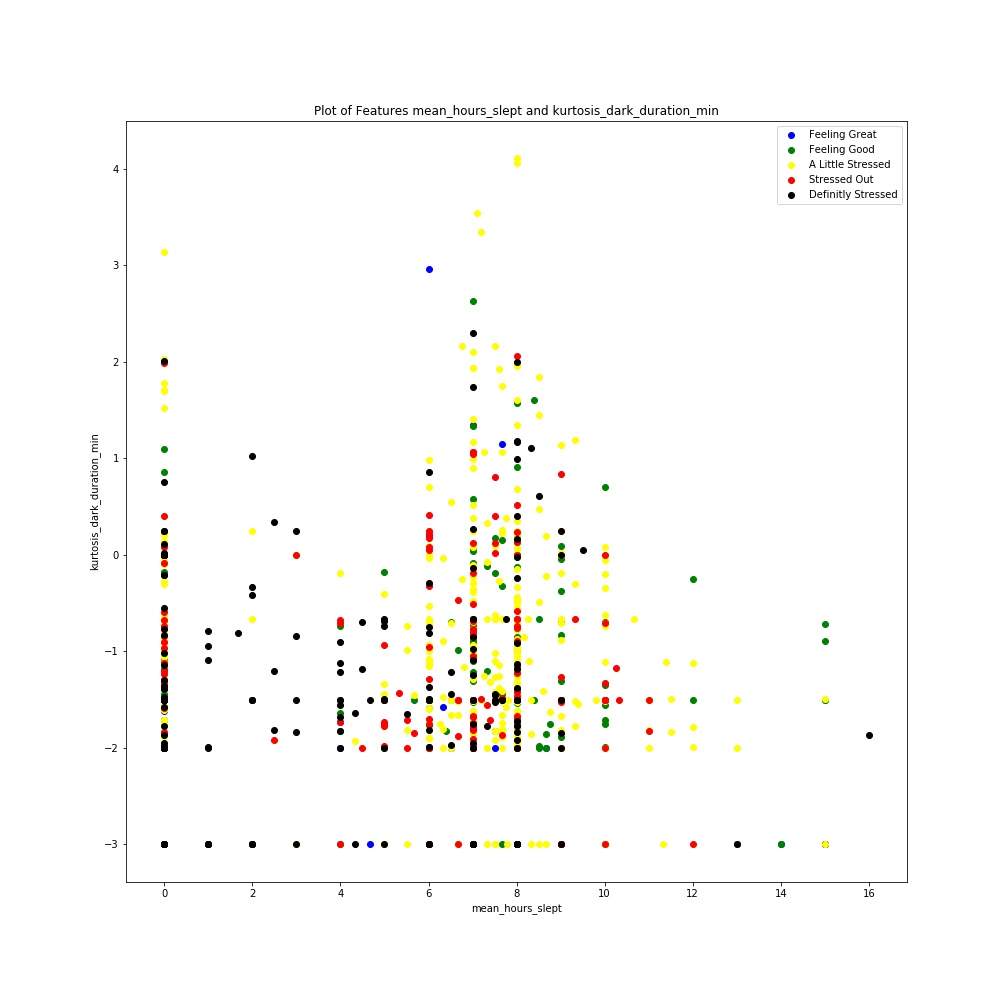 Plot of Features mean_hours_slept and kurtosis_dark_duration_min
Feeling Great
Feeling Good
A Little Stressed
Stressed Out
Definitly Stressed
kurtosis_dark_duration_min
4
3
2
1
0
−1
−2
−3
0 2 4 6 8 10 12 14 16
mean_hours_slept